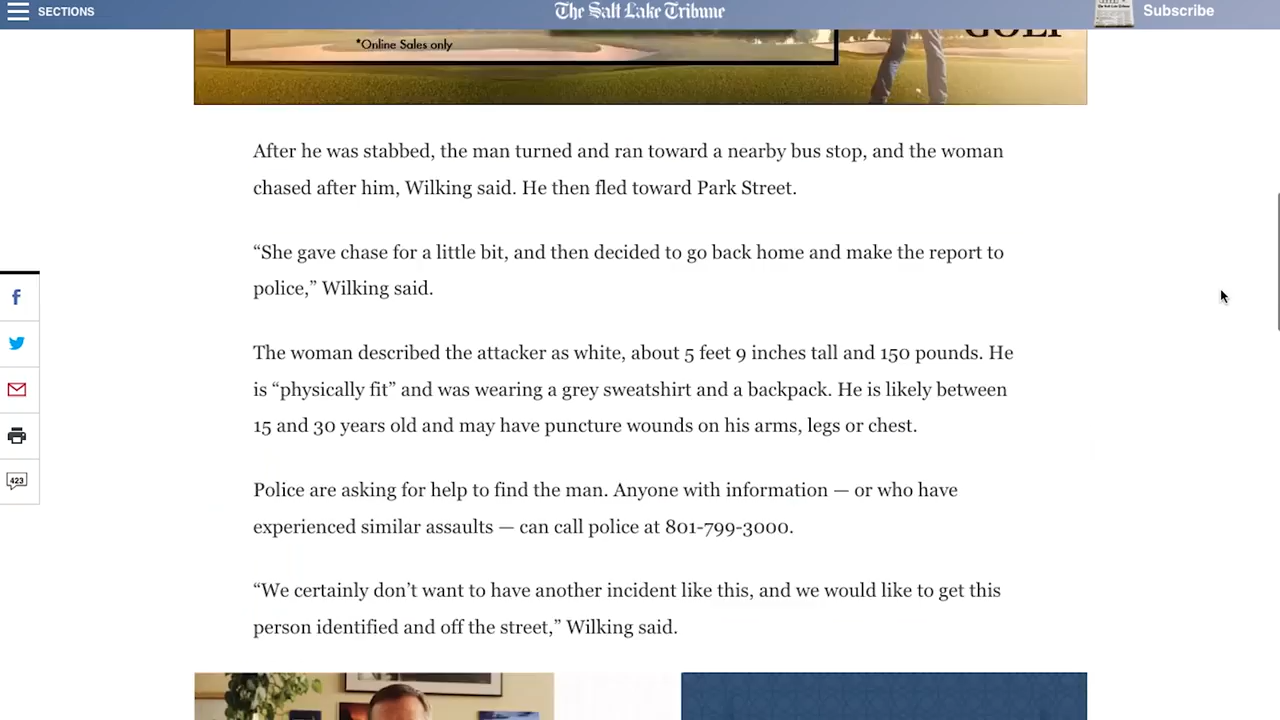 SECTIONS
The Salt Lake Tribune
Subscribe
*Online Sales only
GOLF
After he was stabbed, the man turned and ran toward a nearby bus stop, and the woman
chased after him, Wilking said. He then fled toward Park Street.
“She gave chase for a little bit, and then decided to go back home and make the report to
police,” Wilking said.
The woman described the attacker as white, about 5 feet 9 inches tall and 150 pounds. He
is “physically fit” and was wearing a grey sweatshirt and a backpack. He is likely between
15 and 30 years old and may have puncture wounds on his arms, legs or chest.
Police are asking for help to find the man. Anyone with information — or who have
experienced similar assaults — can call police at 801-799-3000.
“We certainly don’t want to have another incident like this, and we would like to get this
person identified and off the street,” Wilking said.
423